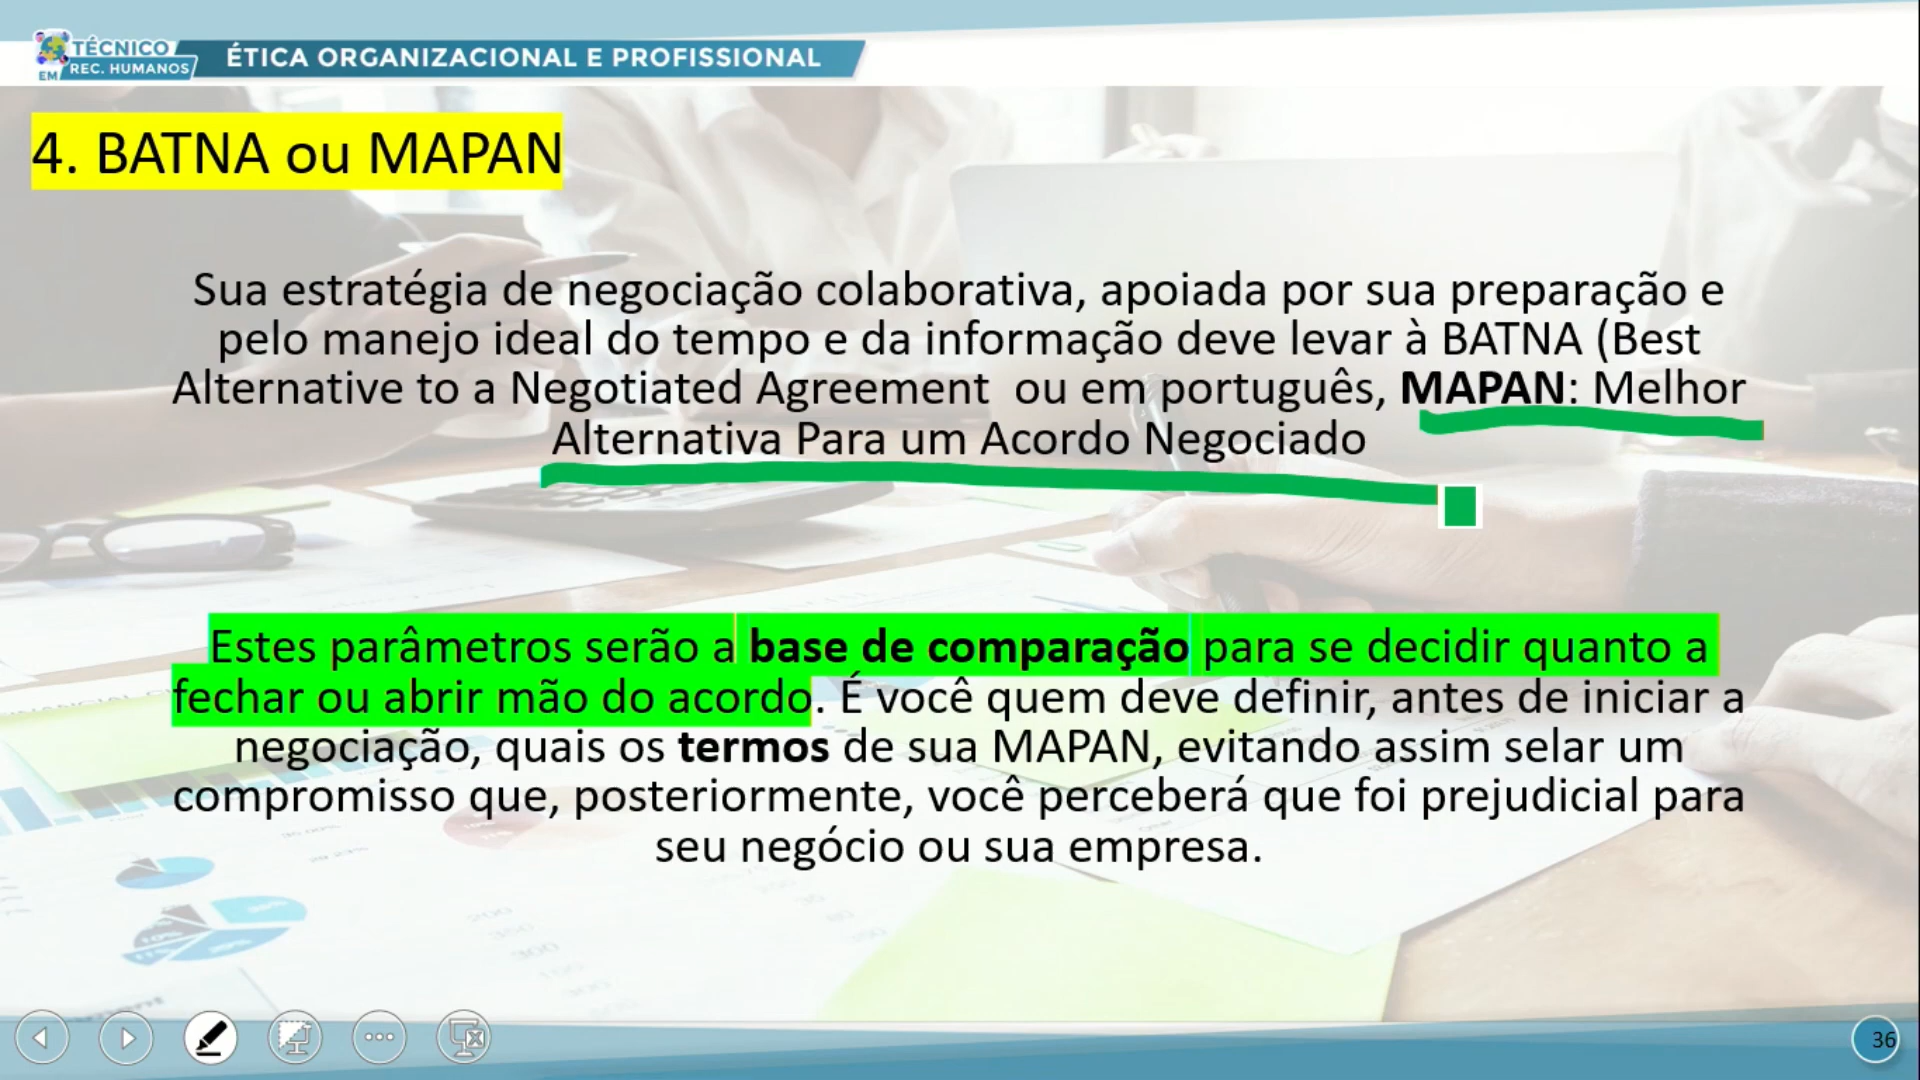 TÉCNICO
EM REC. HUMANOS
ÉTICA ORGANIZACIONAL E PROFISSIONAL
4. BATNA ou MAPAN
Sua estratégia de negociação colaborativa, apoiada por sua preparação e
pelo manejo ideal do tempo e da informação deve levar à BATNA (Best
Alternative to a Negotiated Agreement ou em português, MAPAN: Melhor
Alternativa Para um Acordo Negociado
Estes parâmetros serão a base de comparação para se decidir quanto a
fechar ou abrir mão do acordo. É você quem deve definir, antes de iniciar a
negociação, quais os termos de sua MAPAN, evitando assim selar um
compromisso que, posteriormente, você perceberá que foi prejudicial para
seu negócio ou sua empresa.
36